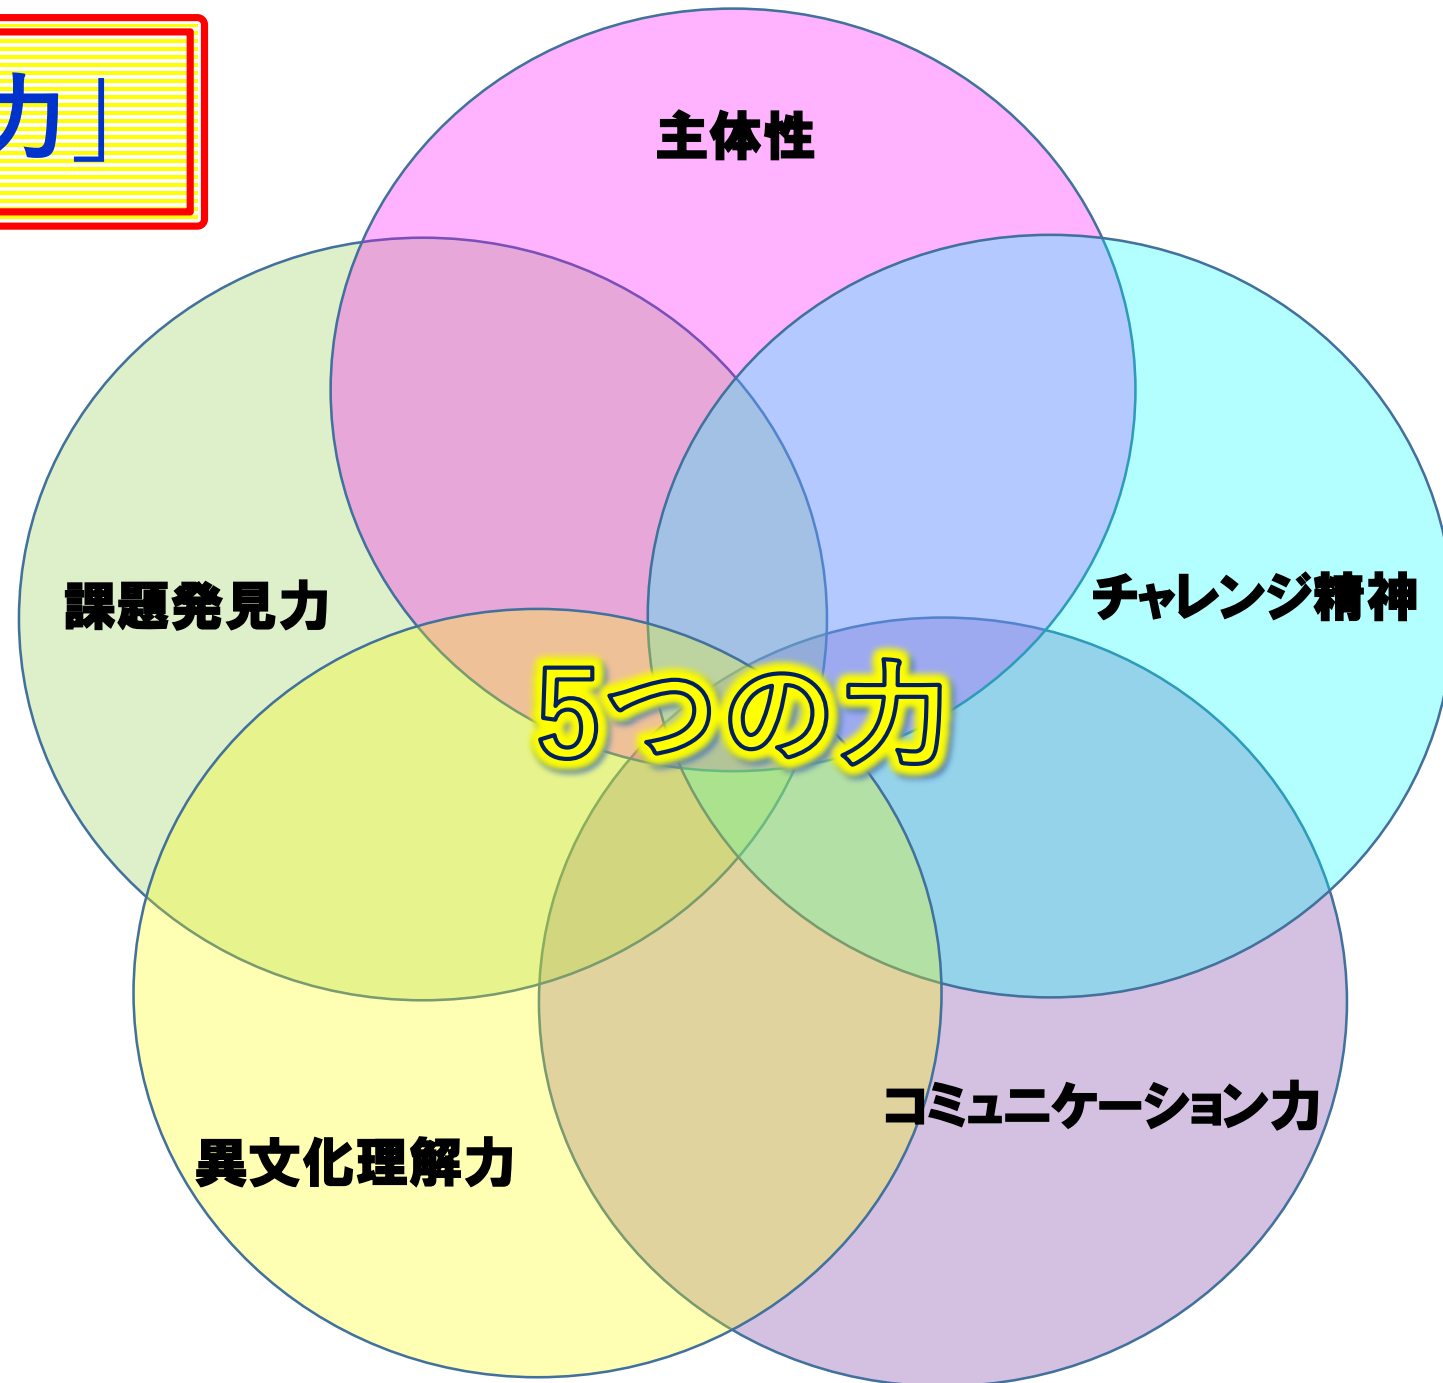 力」
主体性
課題発見力
チャレンジ精神
5つの力
コミュニケーション力
異文化理解力